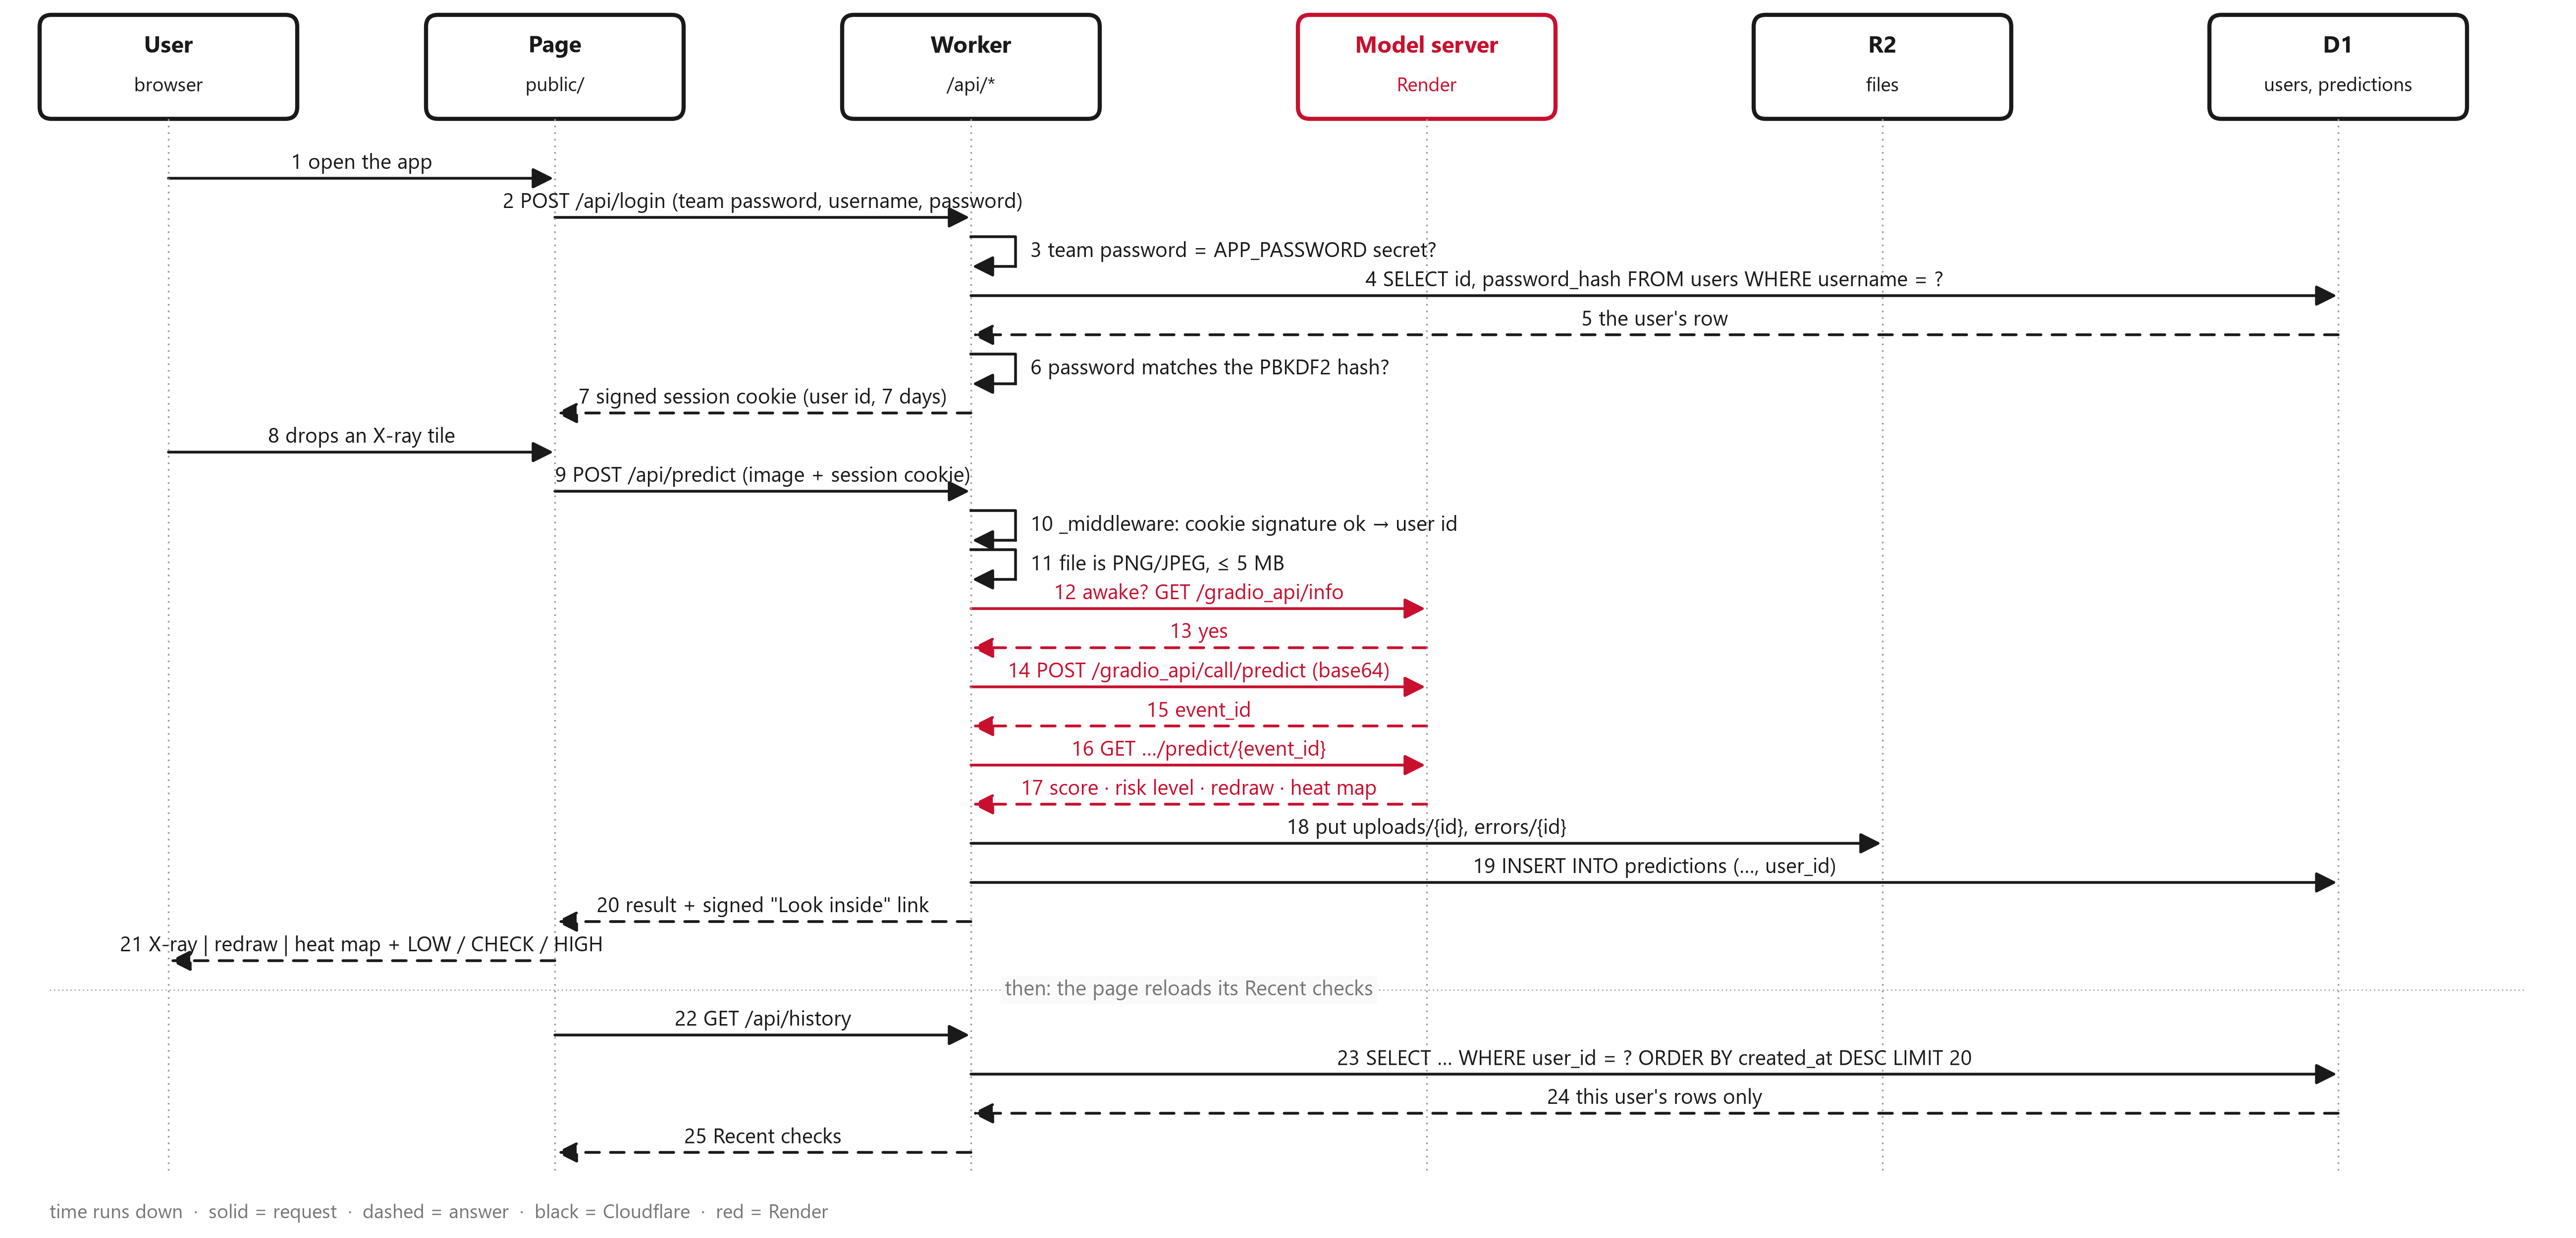 User
browser
Page
public/
Worker
/api/*
Model server
Render
R2
files
D1
users, predictions
1 open the app
2 POST /api/login (team password, username, password)
3 team password = APP_PASSWORD secret?
4 SELECT id, password_hash FROM users WHERE username = ?
5 the user's row
6 password matches the PBKDF2 hash?
7 signed session cookie (user id, 7 days)
8 drops an X-ray tile
9 POST /api/predict (image + session cookie)
10 _middleware: cookie signature ok → user id
11 file is PNG/JPEG, ≤ 5 MB
12 awake? GET /gradio_api/info
13 yes
14 POST /gradio_api/call/predict (base64)
15 event_id
16 GET …/predict/{event_id}
17 score · risk level · redraw · heat map
18 put uploads/{id}, errors/{id}
19 INSERT INTO predictions (…, user_id)
20 result + signed "Look inside" link
21 X-ray | redraw | heat map + LOW / CHECK / HIGH
then: the page reloads its Recent checks
22 GET /api/history
23 SELECT … WHERE user_id = ? ORDER BY created_at DESC LIMIT 20
24 this user's rows only
25 Recent checks
time runs down · solid = request · dashed = answer · black = Cloudflare · red = Render